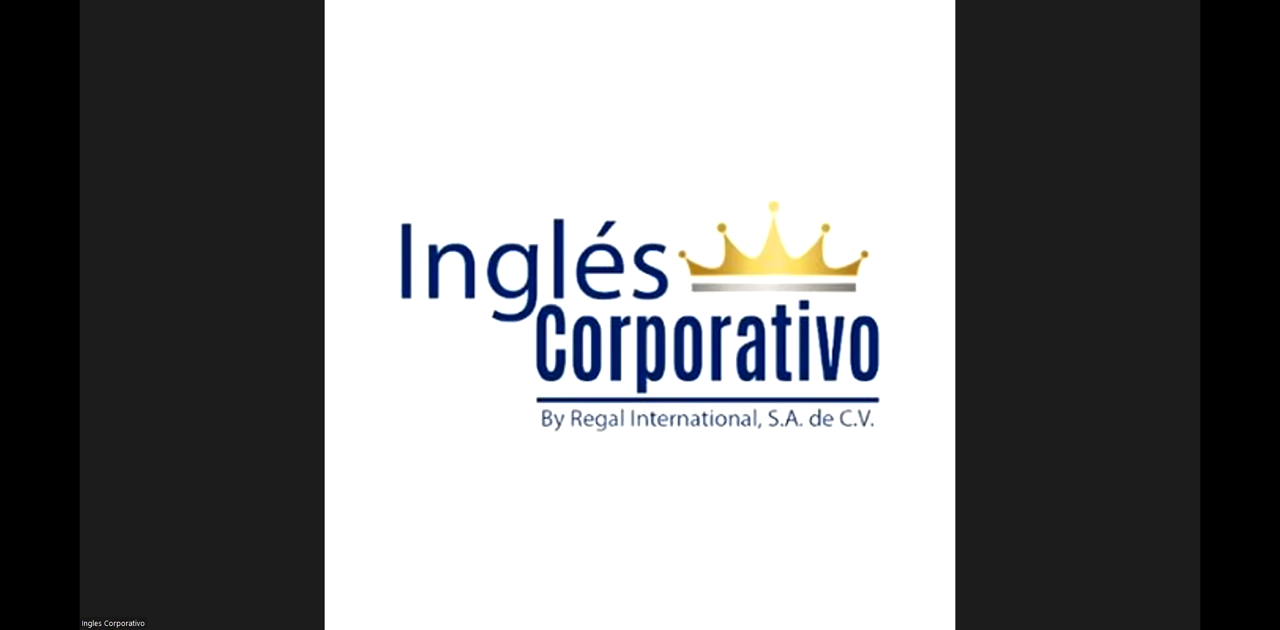 Inglés
Corporativo
By Regal International, S.A. de C.V.
Ingles Corporativo